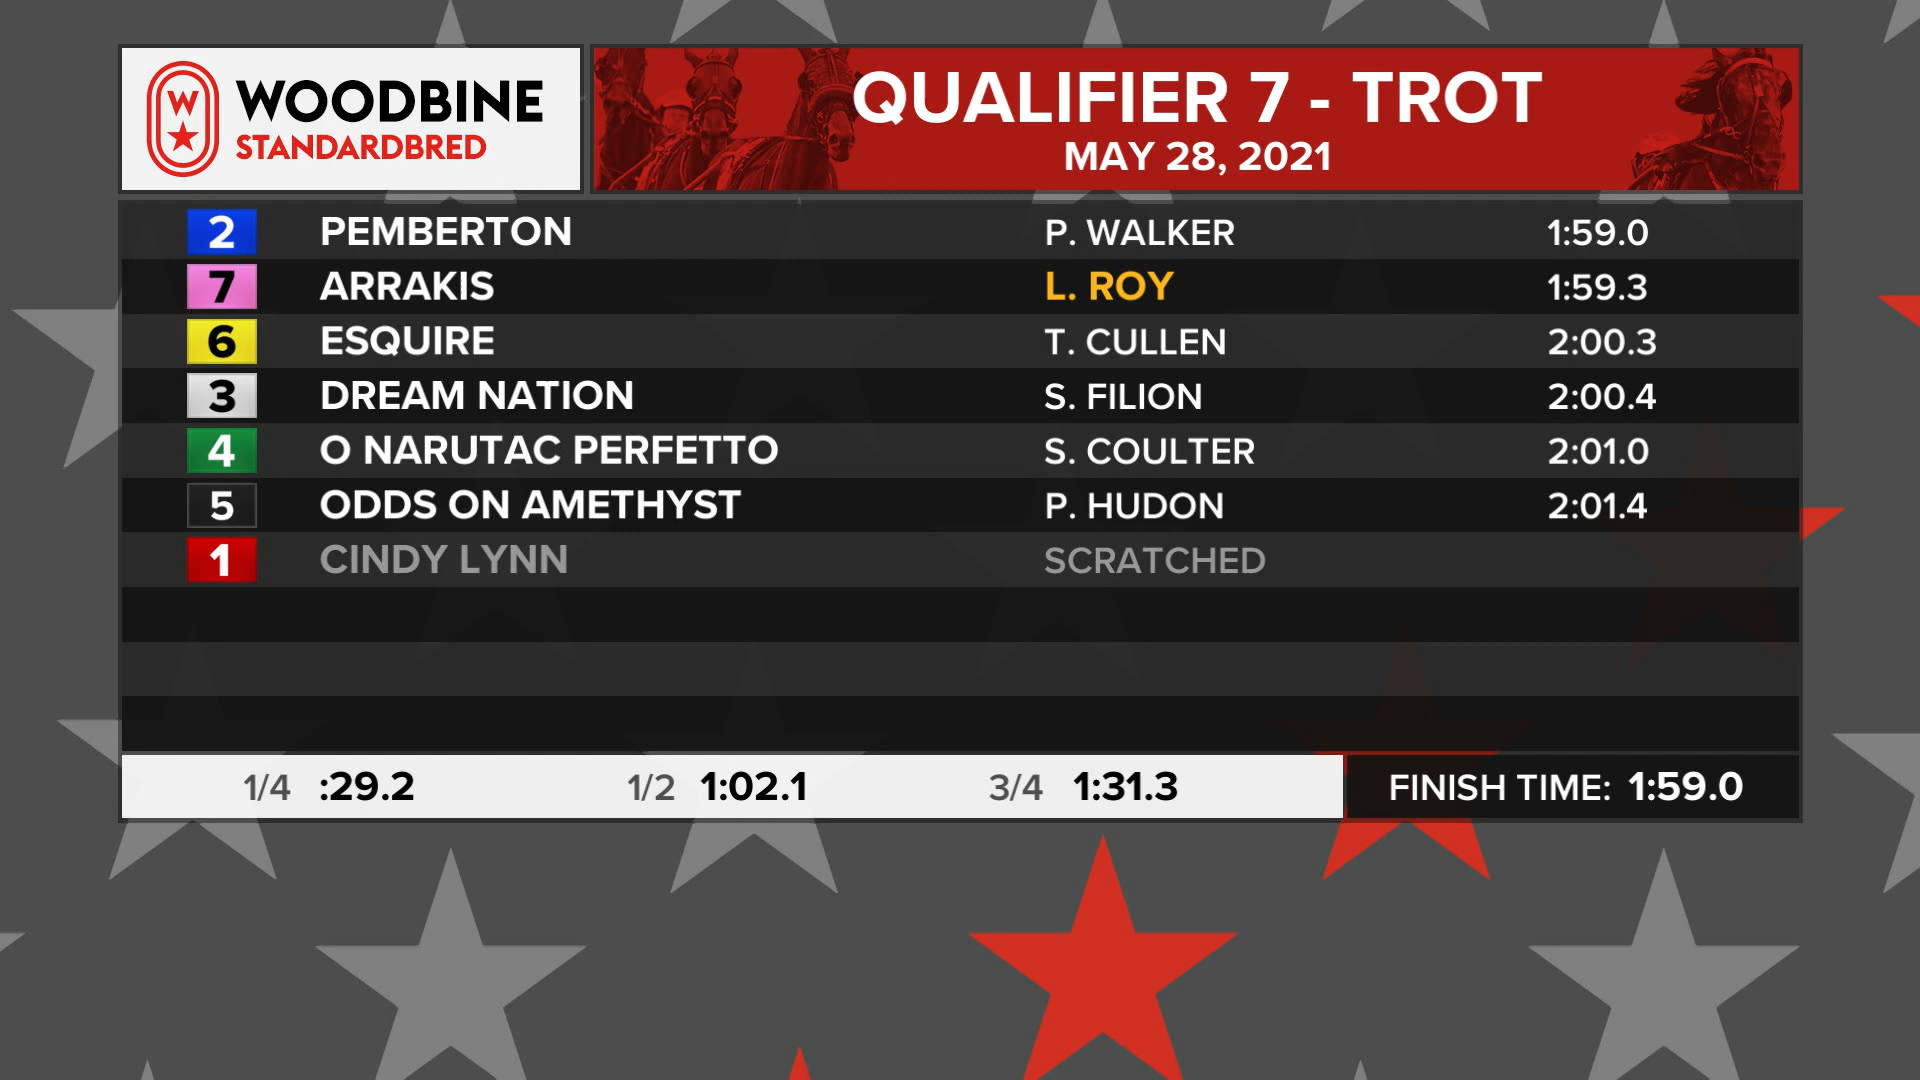 W
WOODBINE
STANDARDBRED
QUALIFIER 7 - TROT
MAY 28, 2021
2 PEMBERTON P. WALKER 1:59.0
7 ARRAKIS L. ROY 1:59.3
6 ESQUIRE T. CULLEN 2:00.3
3 DREAM NATION S. FILION 2:00.4
4 O NARUTAC PERFETTO S. COULTER 2:01.0
5 ODDS ON AMETHYST P. HUDON 2:01.4
1 CINDY LYNN SCRATCHED
1/4 :29.2 1/2 1:02.1 3/4 1:31.3 FINISH TIME: 1:59.0